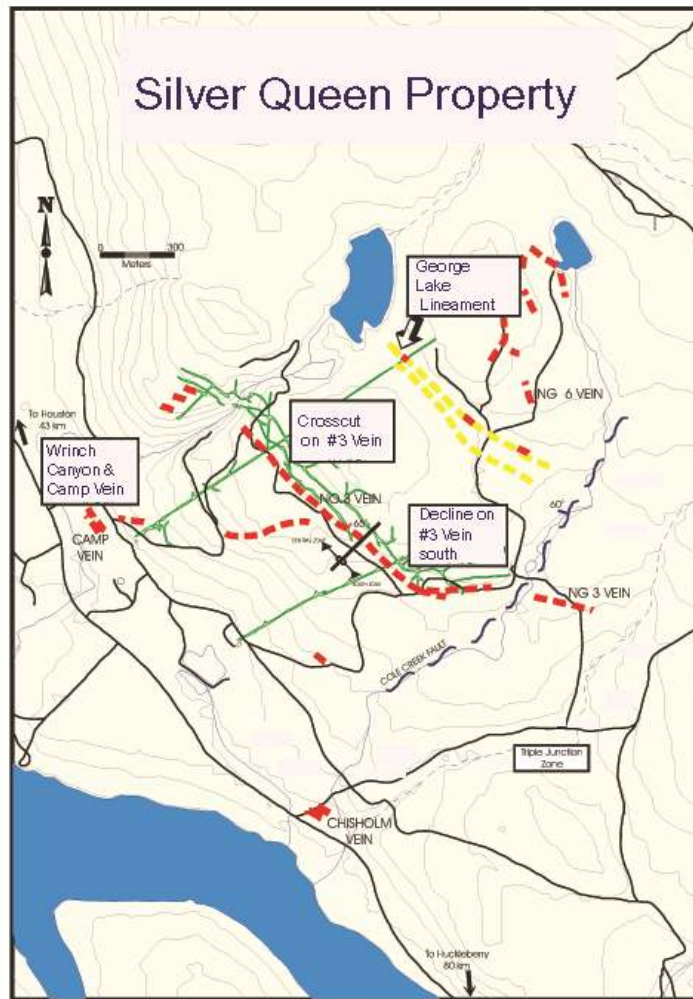 Silver Queen Property
N
0 300
Meters
George
Lake
Lineament
NG 6 VEIN
To Houston
43 km
Crosscut
on #3 Vein
Wrinch
Canyon &
Camp Vein
NO 3 VEIN
60°
65
Decline on
#3 Vein
south
CAMP
VEIN
NG 3 VEIN
COLE CREEK FAULT
Triple Junction
Zone
CHISHOLM
VEIN
To Huckleberry
80 km